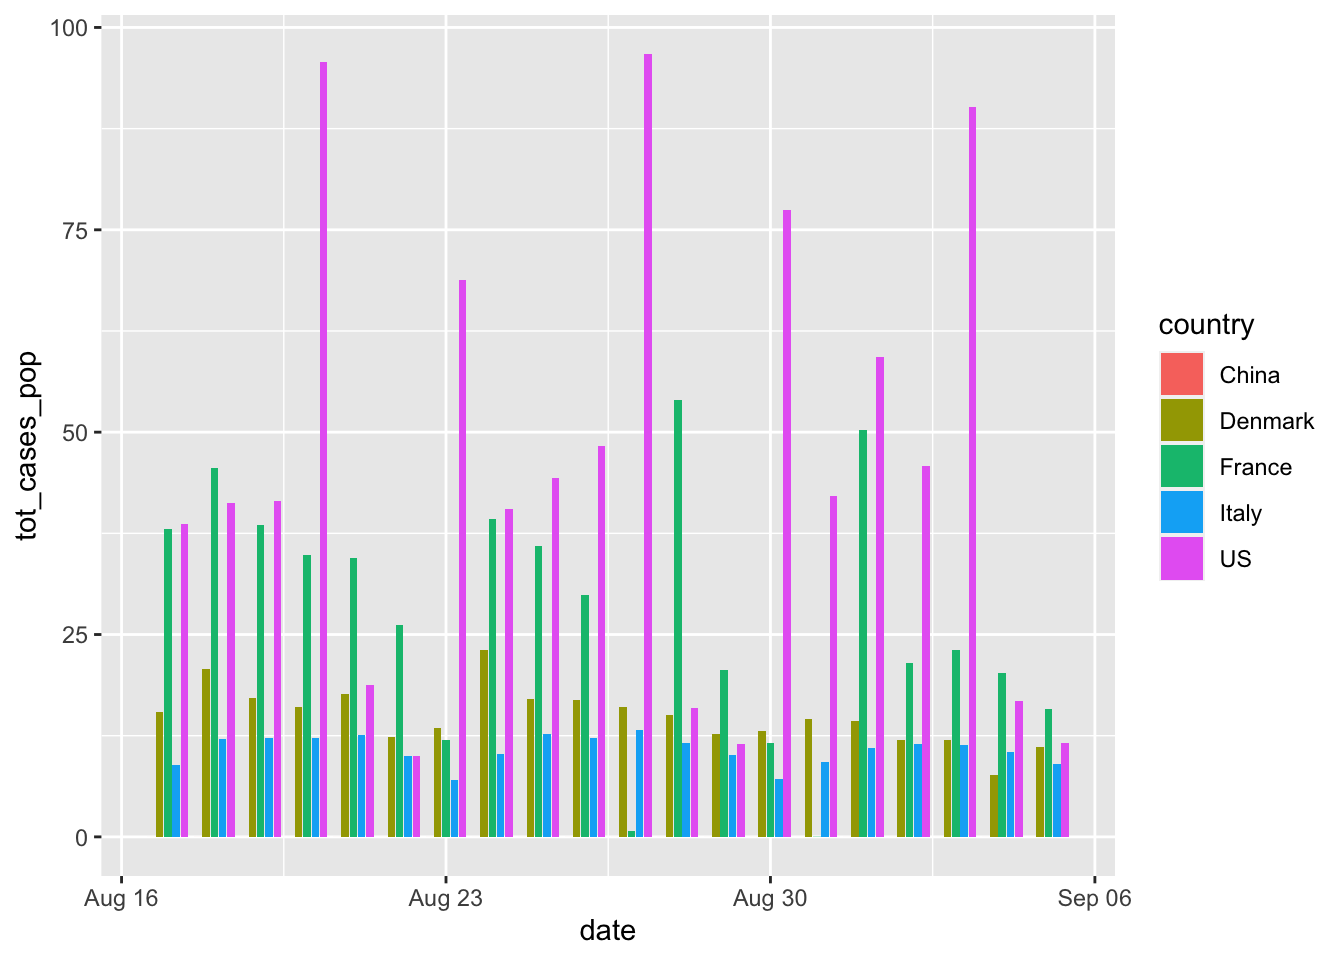 100
75
50
25
0
tot_cases_pop
Aug 16
Aug 23
Aug 30
Sep 06
date
country
China
Denmark
France
Italy
US